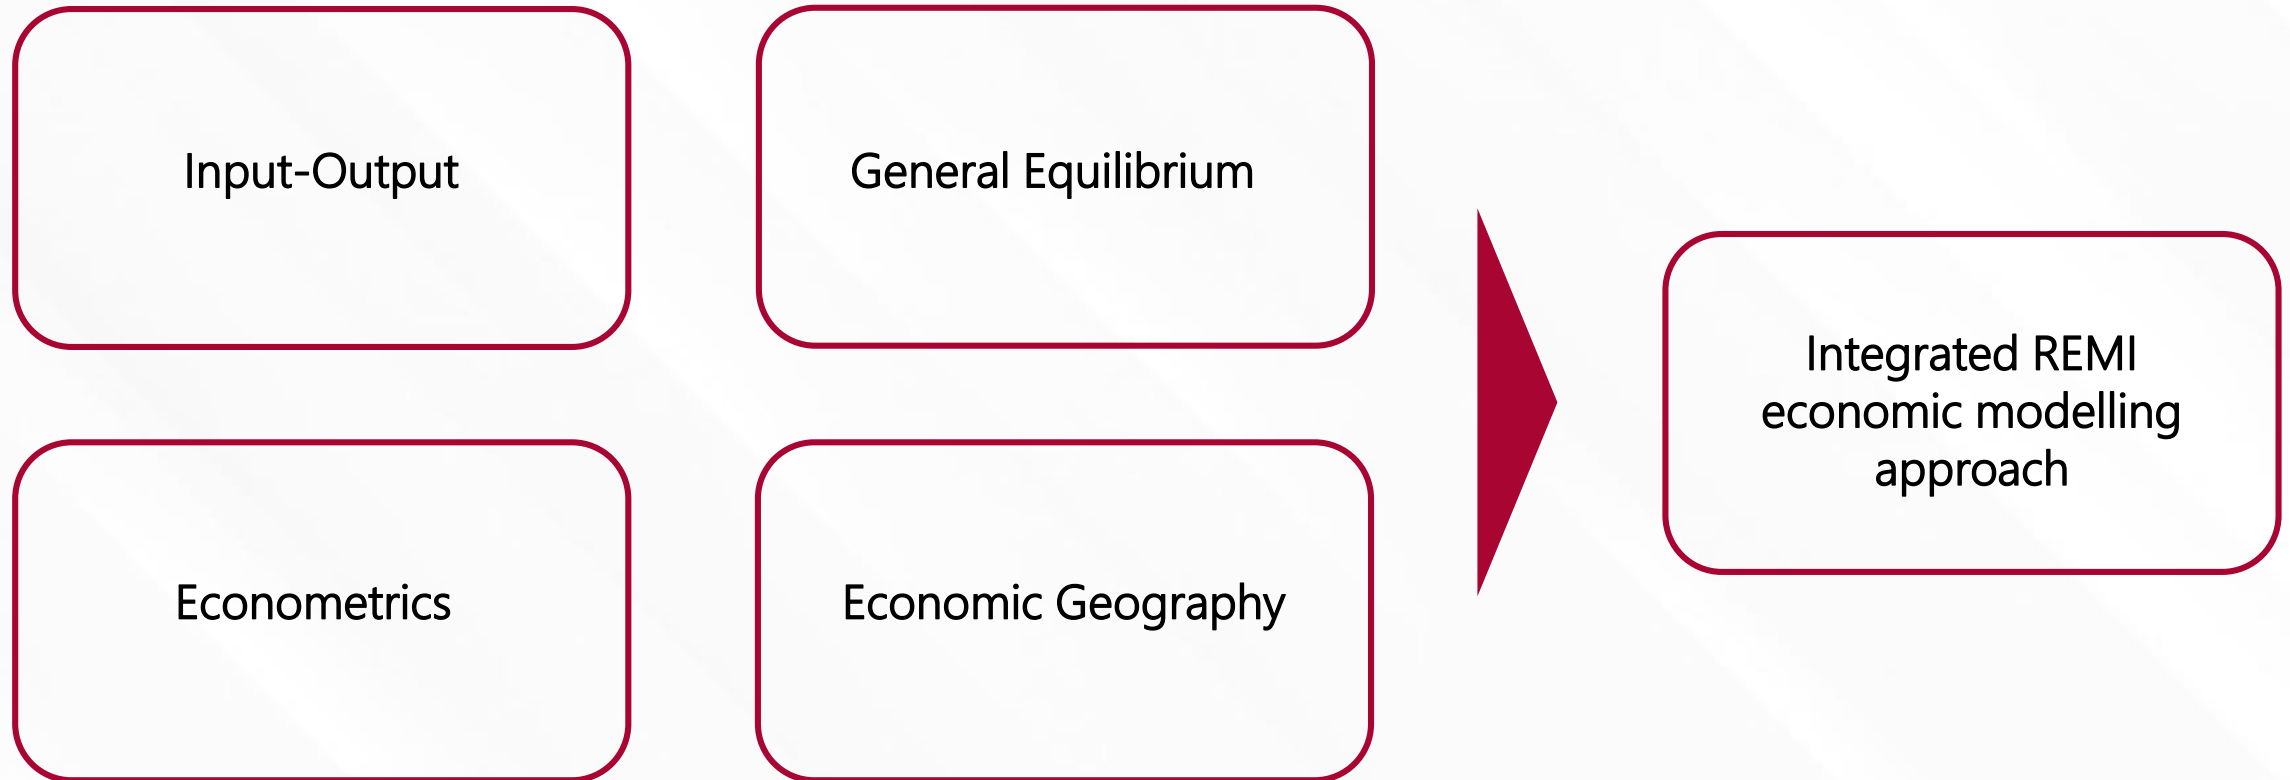 Input-Output
General Equilibrium
Econometrics
Economic Geography
Integrated REMI
economic modelling
approach